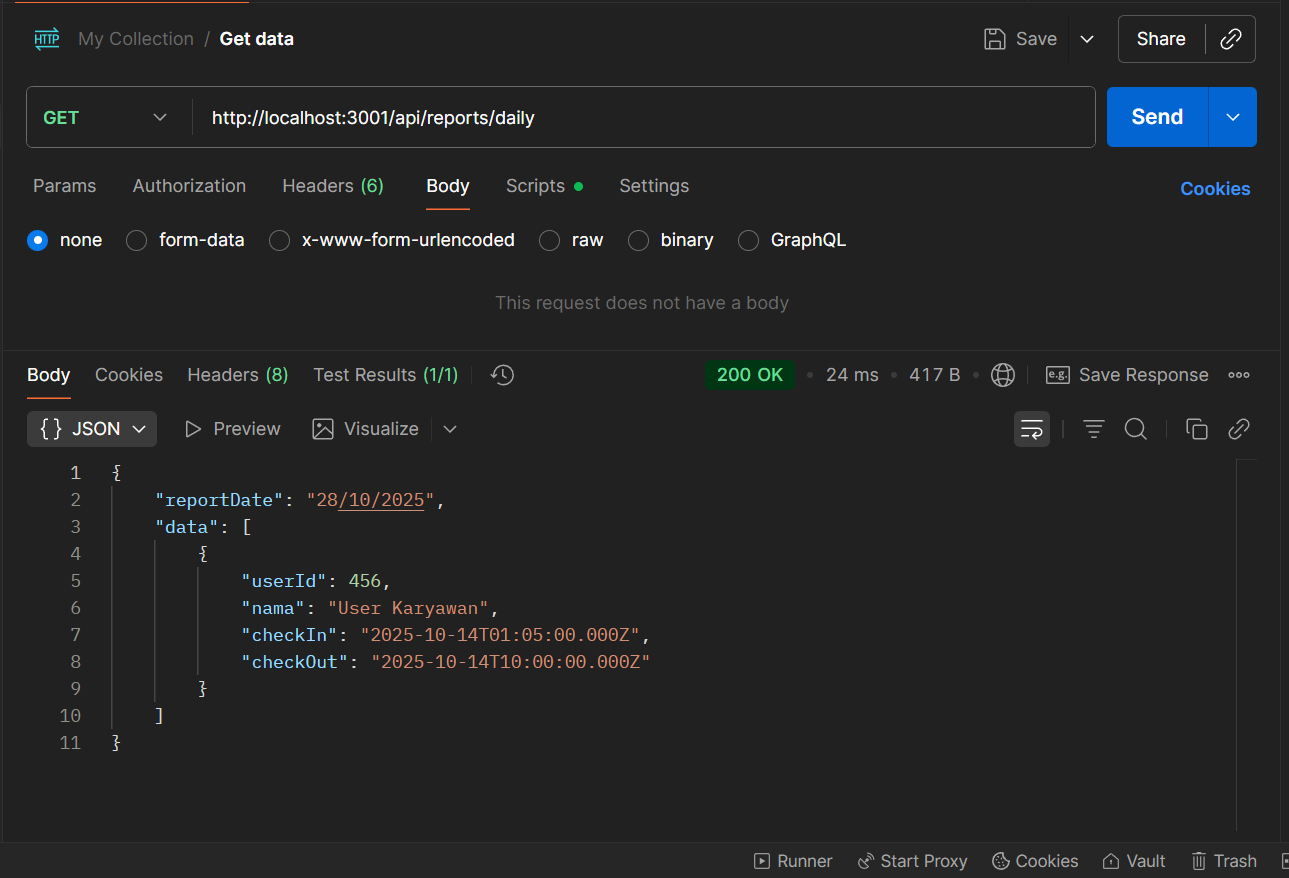 HTTP My Collection / Get data Save Share
GET http://localhost:3001/api/reports/daily Send
Params Authorization Headers (6) Body Scripts Settings Cookies
none form-data x-www-form-urlencoded raw binary GraphQL
This request does not have a body
Body Cookies Headers (8) Test Results (1/1) 200 OK • 24 ms • 417 B • e.g. Save Response
{} JSON Preview Visualize
1 {
2 "reportDate": "28/10/2025",
3 "data": [
4 {
5 "userId": 456,
6 "nama": "User Karyawan",
7 "checkIn": "2025-10-14T01:05:00.000Z",
8 "checkOut": "2025-10-14T10:00:00.000Z"
9 }
10 ]
11 }
Runner Start Proxy Cookies Vault Trash